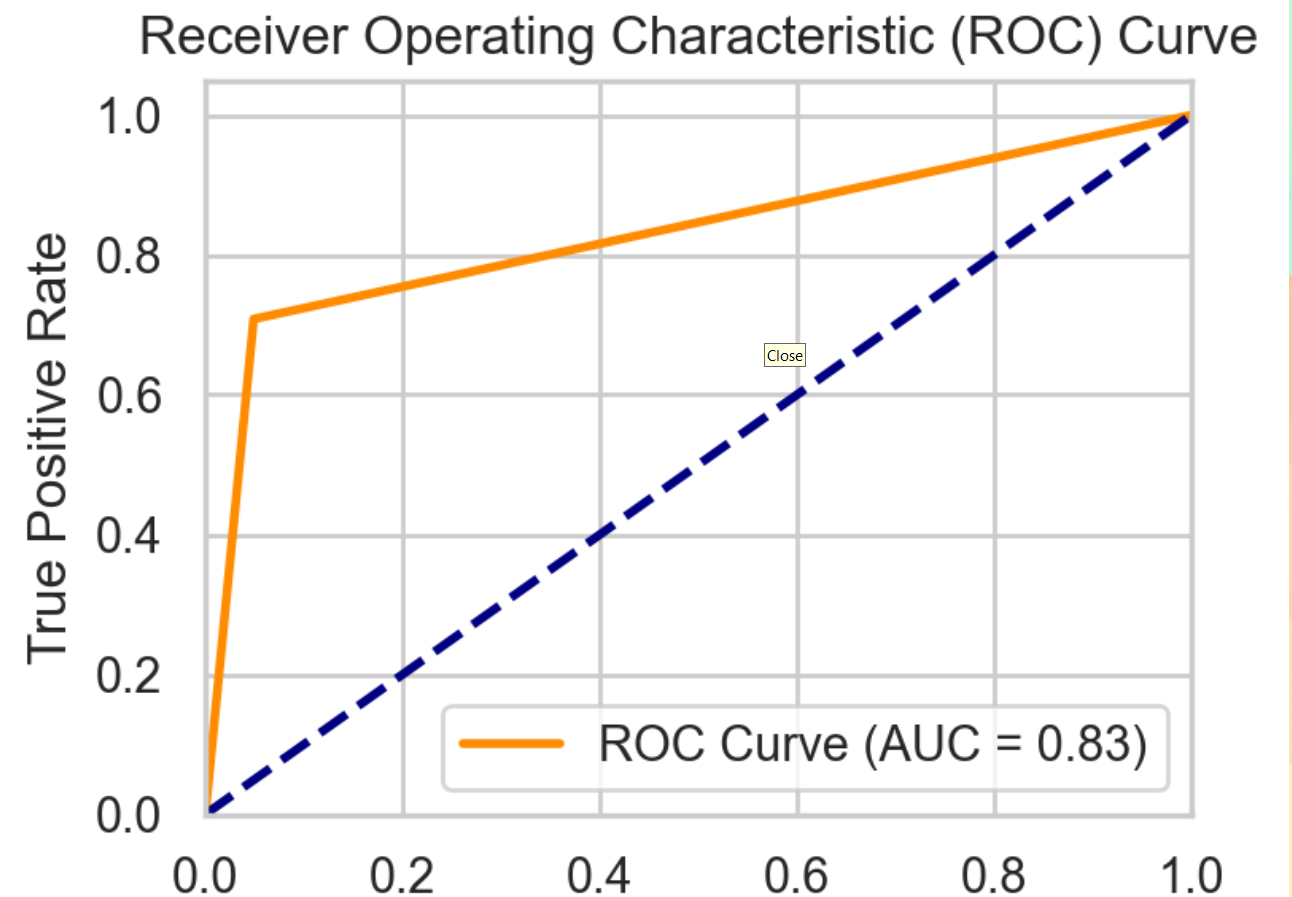 Receiver Operating Characteristic (ROC) Curve
1.0
0.8
0.6
0.4
0.2
0.0
True Positive Rate
Close
ROC Curve (AUC = 0.83)
0.0 0.2 0.4 0.6 0.8 1.0